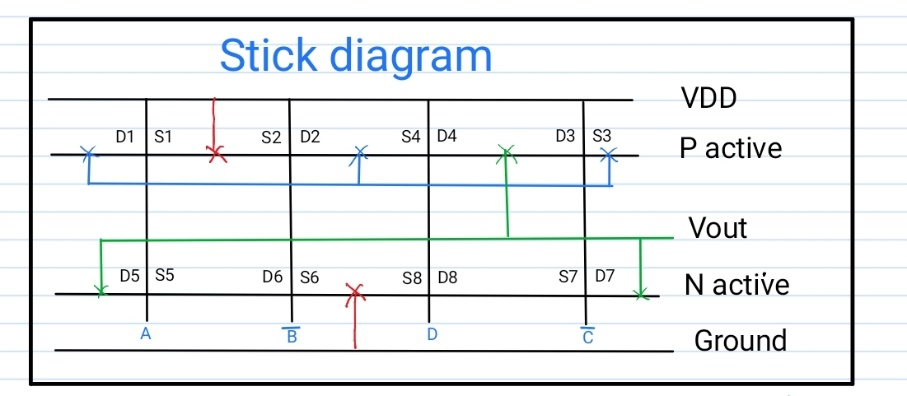 Stick diagram
VDD
D1 S1 S2 D2 S4 D4 D3 S3
P active
Vout
D5 S5 D6 S6 S8 D8 S7 D7
N active
A B̅ D C̅
Ground